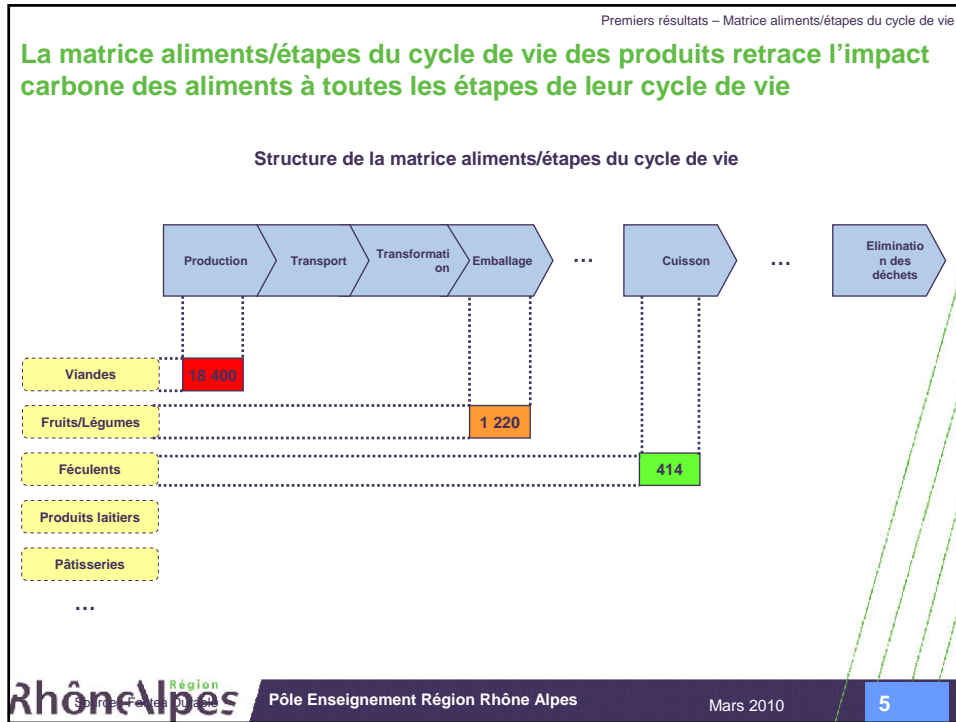 Premiers résultats – Matrice aliments/étapes du cycle de vie
La matrice aliments/étapes du cycle de vie des produits retrace l’impact
carbone des aliments à toutes les étapes de leur cycle de vie
Structure de la matrice aliments/étapes du cycle de vie
Production
Transport
Transformati
on
Emballage
…
Cuisson
…
Eliminatio
n des
déchets
Viandes
18 400
Fruits/Légumes
1 220
Féculents
414
Produits laitiers
Pâtisseries
…
RhôneAlpes Région
Pôle Enseignement Région Rhône Alpes
Mars 2010
5